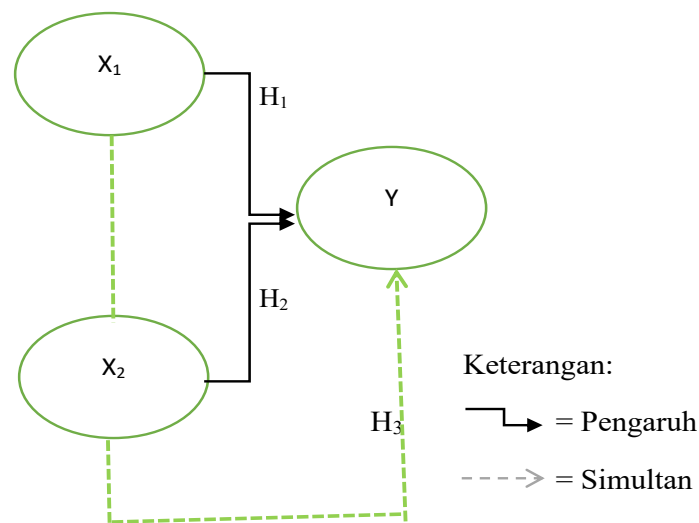 X₁
H₁
Y
H₂
X₂
Keterangan:
H₃
= Pengaruh
= Simultan